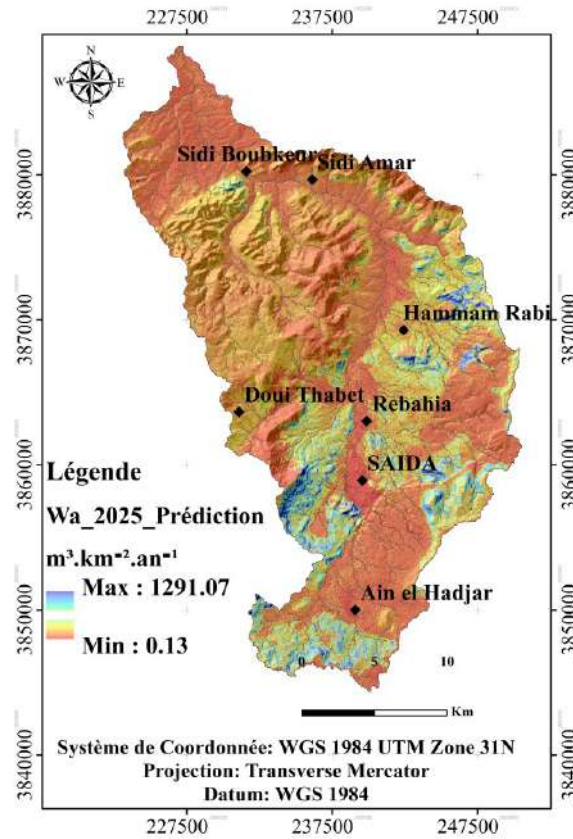 227500 237500 247500
N
W E
S
Sidi Boubkeur
Sidi Amar
3880000 3880000
Hammam Rabi
3870000 3870000
Doui Thabet
Rebahia
Légende
SAIDA
3860000 3860000
Wa_2025_Prédiction
m³.km⁻².an⁻¹
Max : 1291.07
Ain el Hadjar
3850000 3850000
Min : 0.13
0 5 10
Km
Système de Coordonnée: WGS 1984 UTM Zone 31N
Projection: Transverse Mercator
Datum: WGS 1984
3840000 3840000
227500 237500 247500